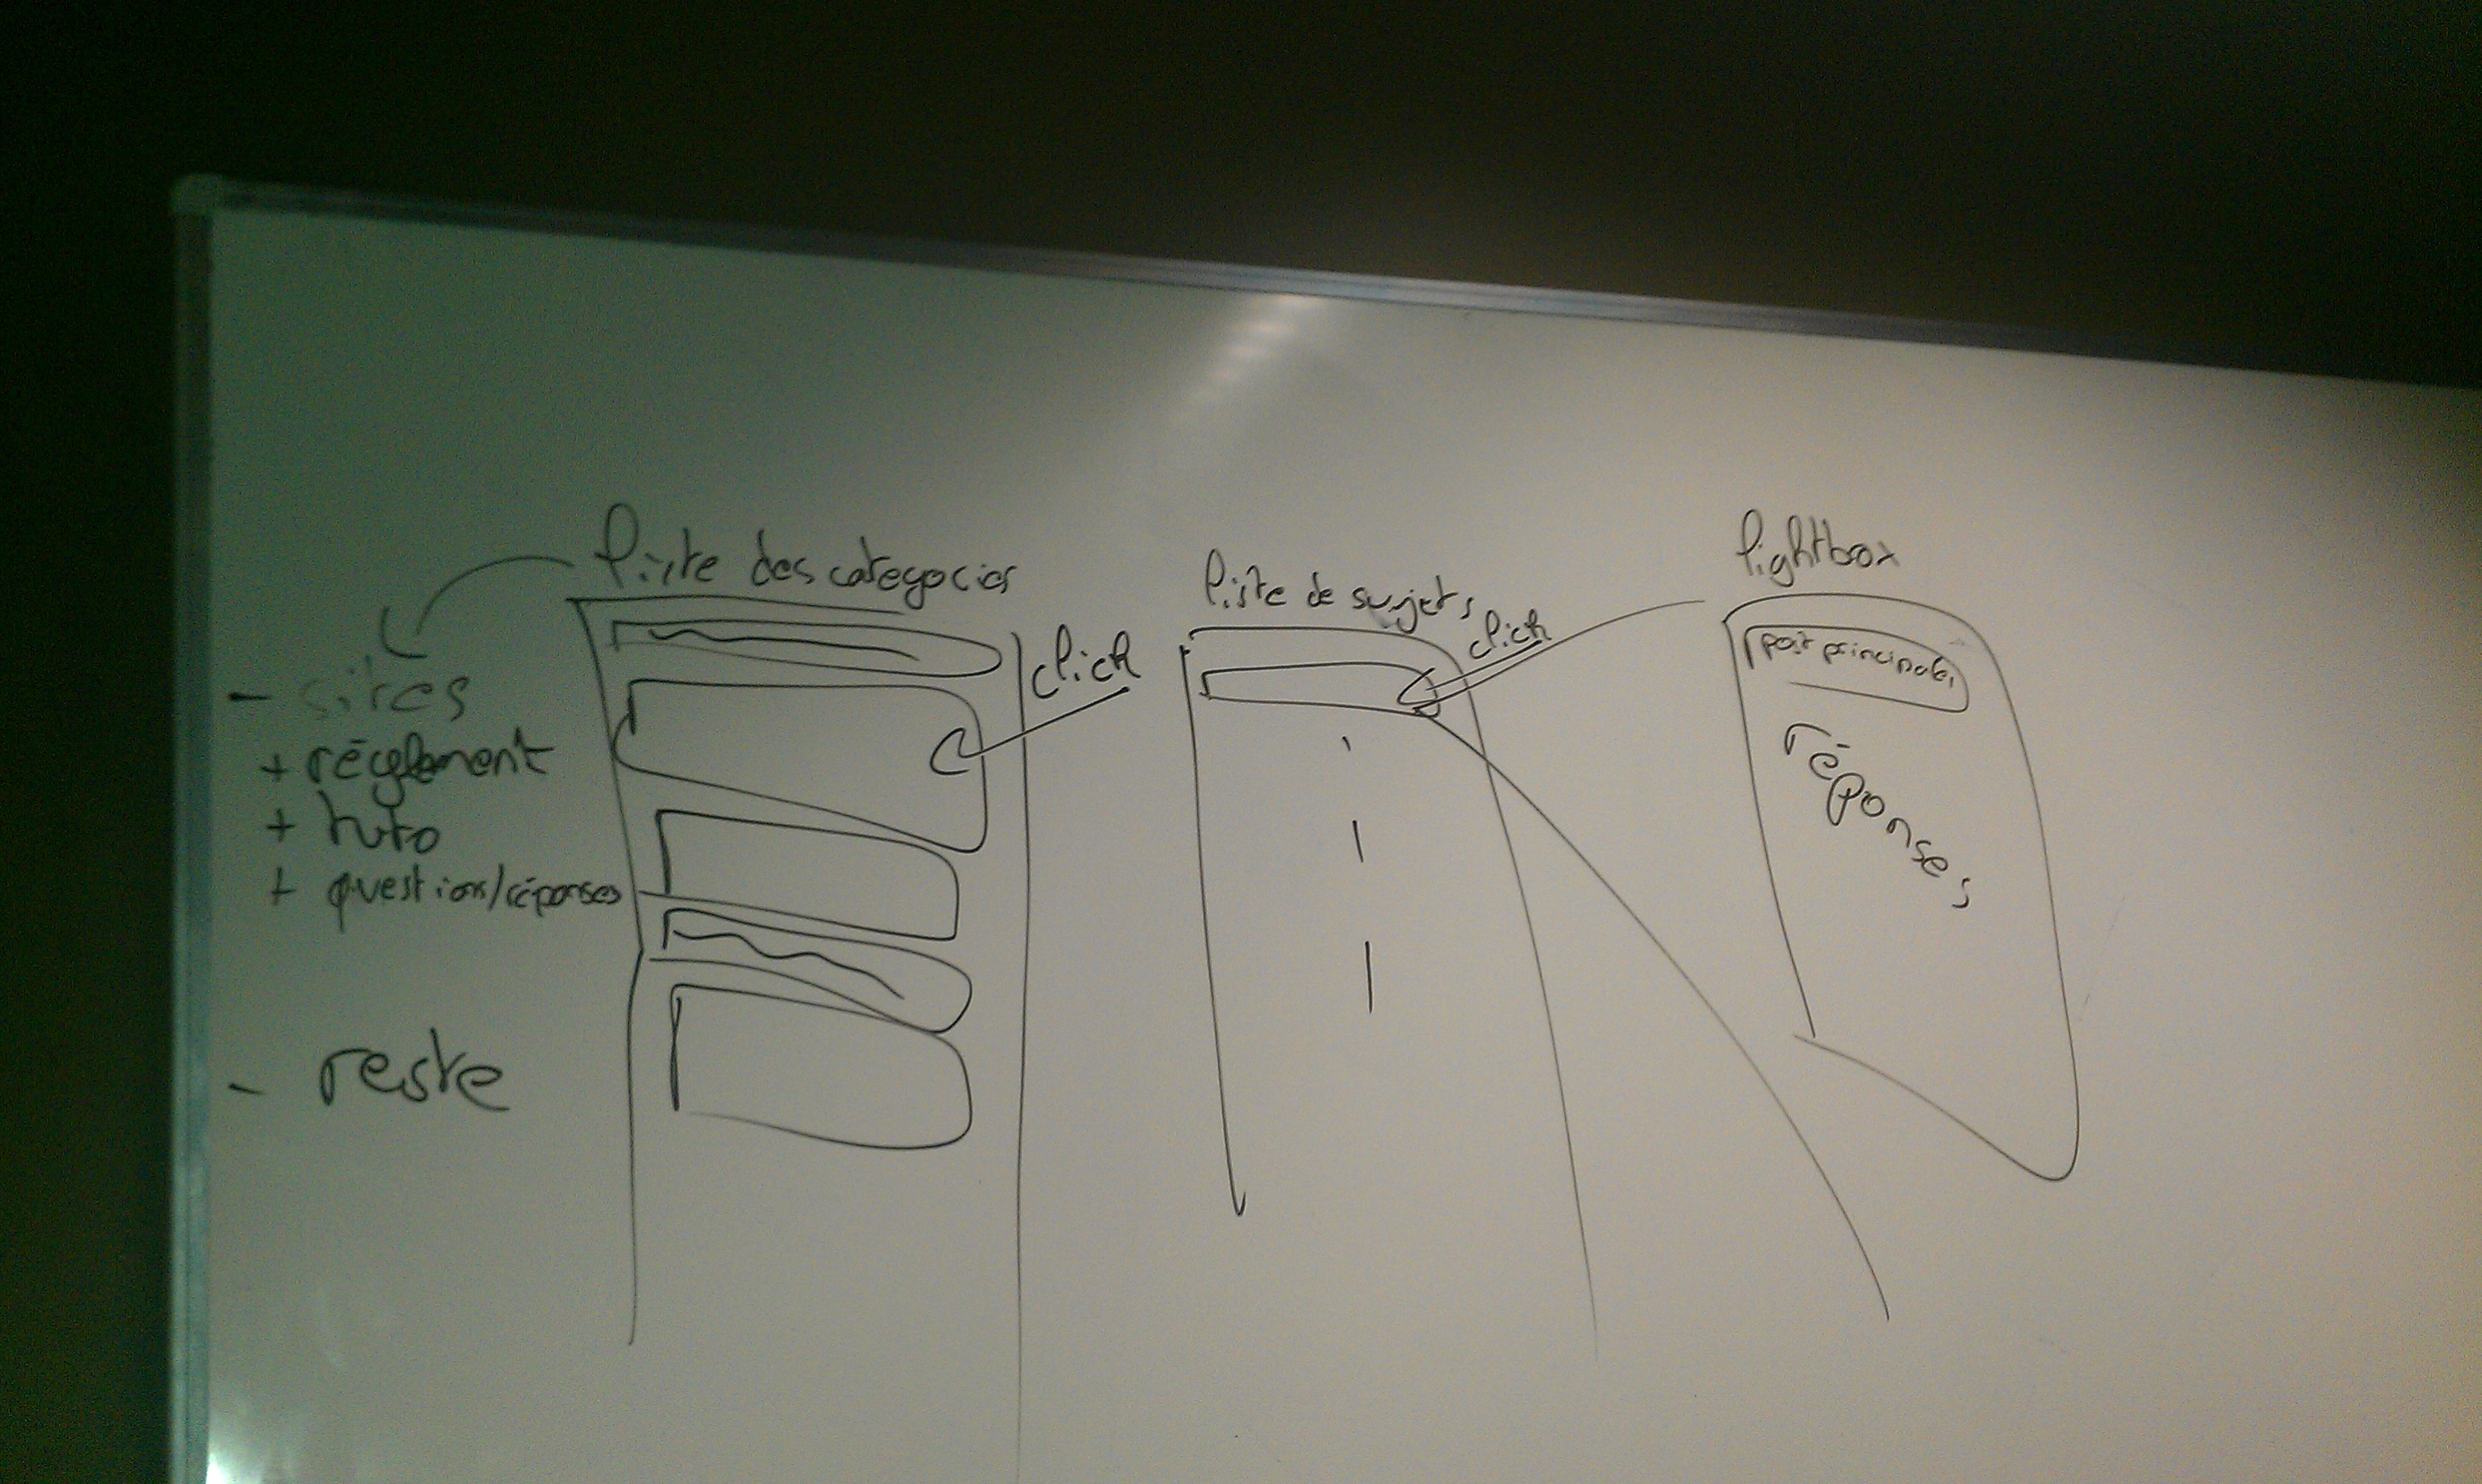 liste des categories
- sites
+ réglement
+ tuto
+ questions/réponses
- reste
click
liste de sujets
click
lightbox
post principale
réponses